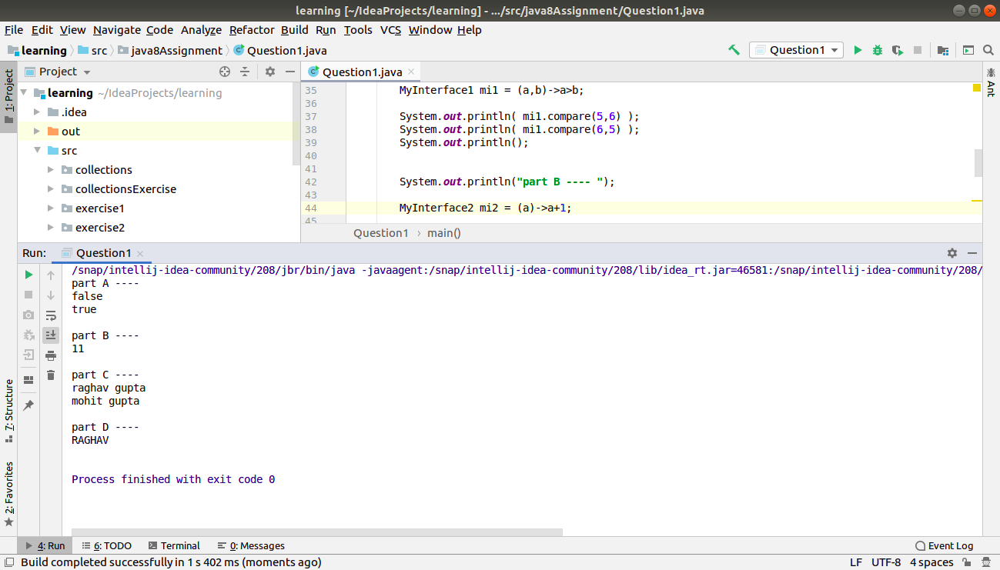 learning [~/IdeaProjects/learning] - .../src/java8Assignment/Question1.java
File Edit View Navigate Code Analyze Refactor Build Run Tools VCS Window Help
learning src java8Assignment Question1.java
Question1
1: Project
Project
Question1.java
Ant
learning ~/IdeaProjects/learning
.idea
out
src
collections
collectionsExercise
exercise1
exercise2
35 MyInterface1 mi1 = (a,b)->a>b;
36
37 System.out.println( mi1.compare(5,6) );
38 System.out.println( mi1.compare(6,5) );
39 System.out.println();
40
41
42 System.out.println("part B ---- ");
43
44 MyInterface2 mi2 = (a)->a+1;
45
Question1 › main()
Run: Question1
/snap/intellij-idea-community/208/jbr/bin/java -javaagent:/snap/intellij-idea-community/208/lib/idea_rt.jar=46581:/snap/intellij-idea-community/208/
part A ----
false
true
part B ----
11
part C ----
raghav gupta
mohit gupta
part D ----
RAGHAV
Process finished with exit code 0
7: Structure
2: Favorites
4: Run 6: TODO Terminal 0: Messages Event Log
Build completed successfully in 1 s 402 ms (moments ago) LF UTF-8 4 spaces